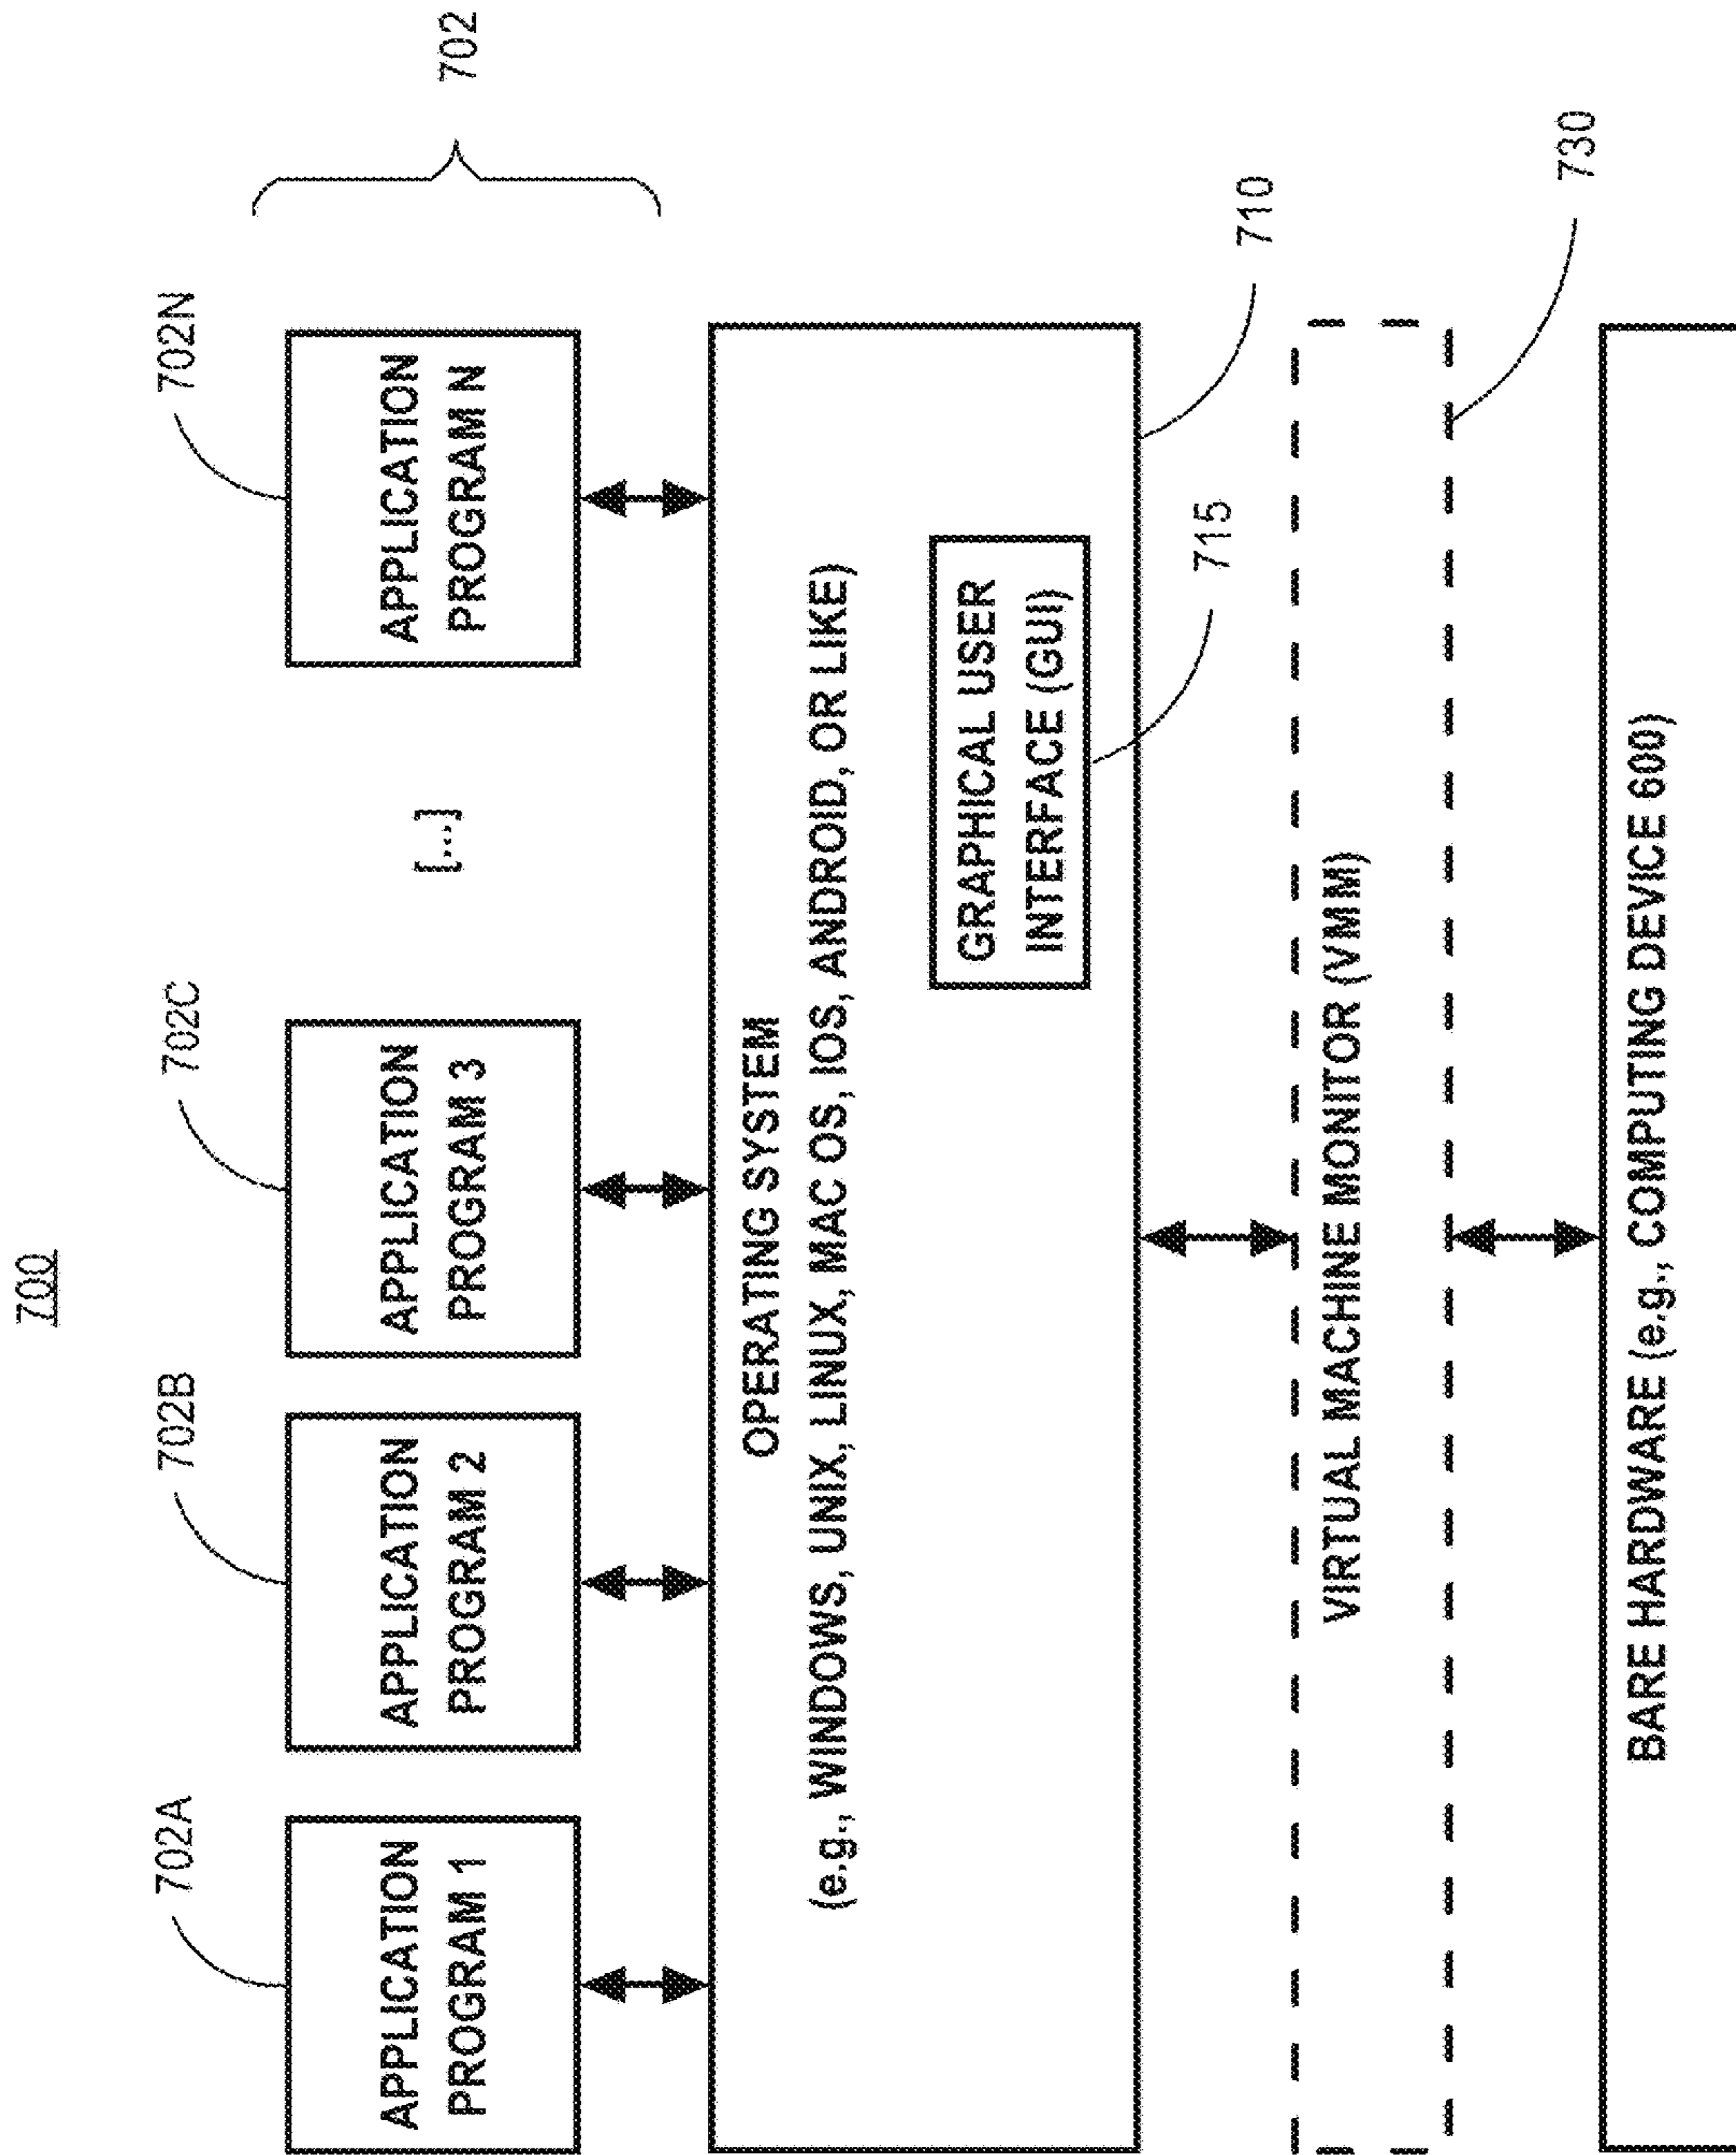 700
702A
702B
702C
702N
702
APPLICATION
PROGRAM 1
APPLICATION
PROGRAM 2
APPLICATION
PROGRAM 3
[...]
APPLICATION
PROGRAM N
OPERATING SYSTEM
(e.g., WINDOWS, UNIX, LINUX, MAC OS, IOS, ANDROID, OR LIKE)
GRAPHICAL USER
INTERFACE (GUI)
715
710
VIRTUAL MACHINE MONITOR (VMM)
730
BARE HARDWARE (e.g., COMPUTING DEVICE 600)